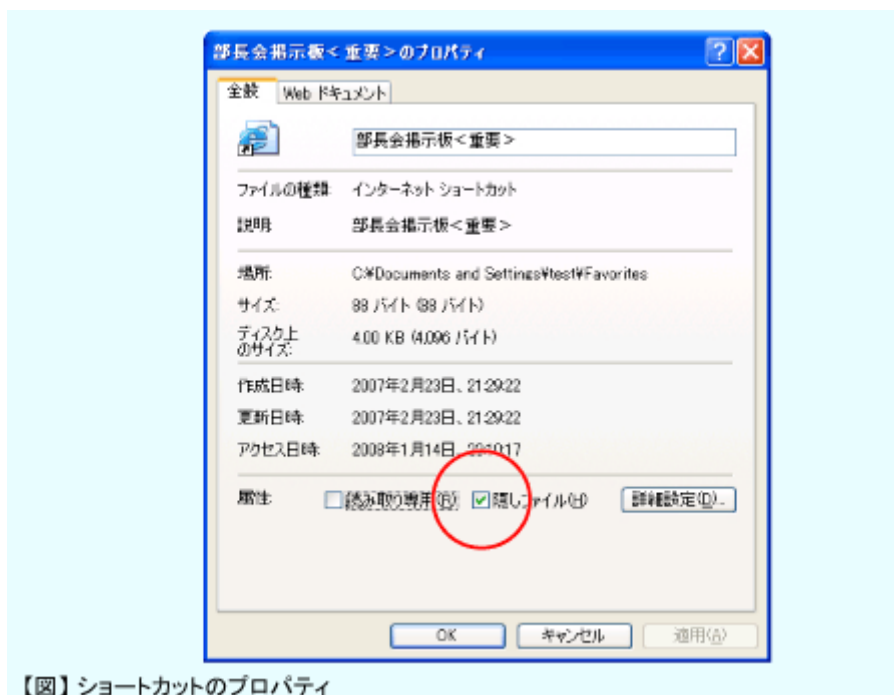 部長会掲示板<重要>のプロパティ
全般 Web ドキュメント
部長会掲示板<重要>
ファイルの種類: インターネット ショートカット
説明: 部長会掲示板<重要>
場所: C:¥Documents and Settings¥test¥Favorites
サイズ: 88 バイト (88 バイト)
ディスク上
のサイズ: 4.00 KB (4,096 バイト)
作成日時: 2007年2月23日、21:29:22
更新日時: 2007年2月23日、21:29:22
アクセス日時: 2008年1月14日、
属性: 読み取り専用(R) 隠しファイル(H) 詳細設定(D)...
OK キャンセル 適用(A)
【図】 ショートカットのプロパティ